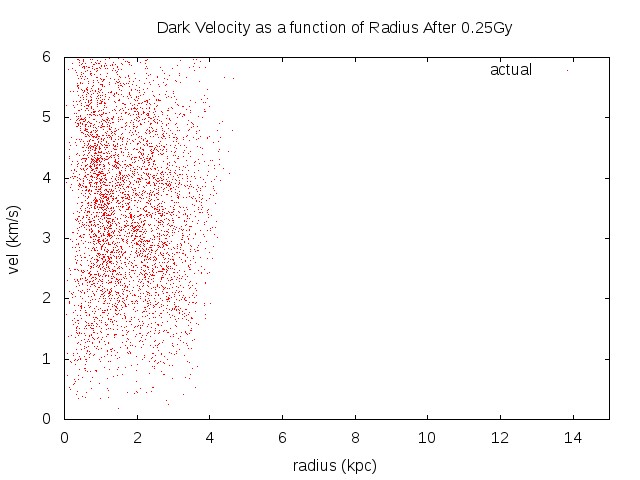 Dark Velocity as a function of Radius After 0.25Gy
actual
6
5
4
3
2
1
0
vel (km/s)
0 2 4 6 8 10 12 14
radius (kpc)